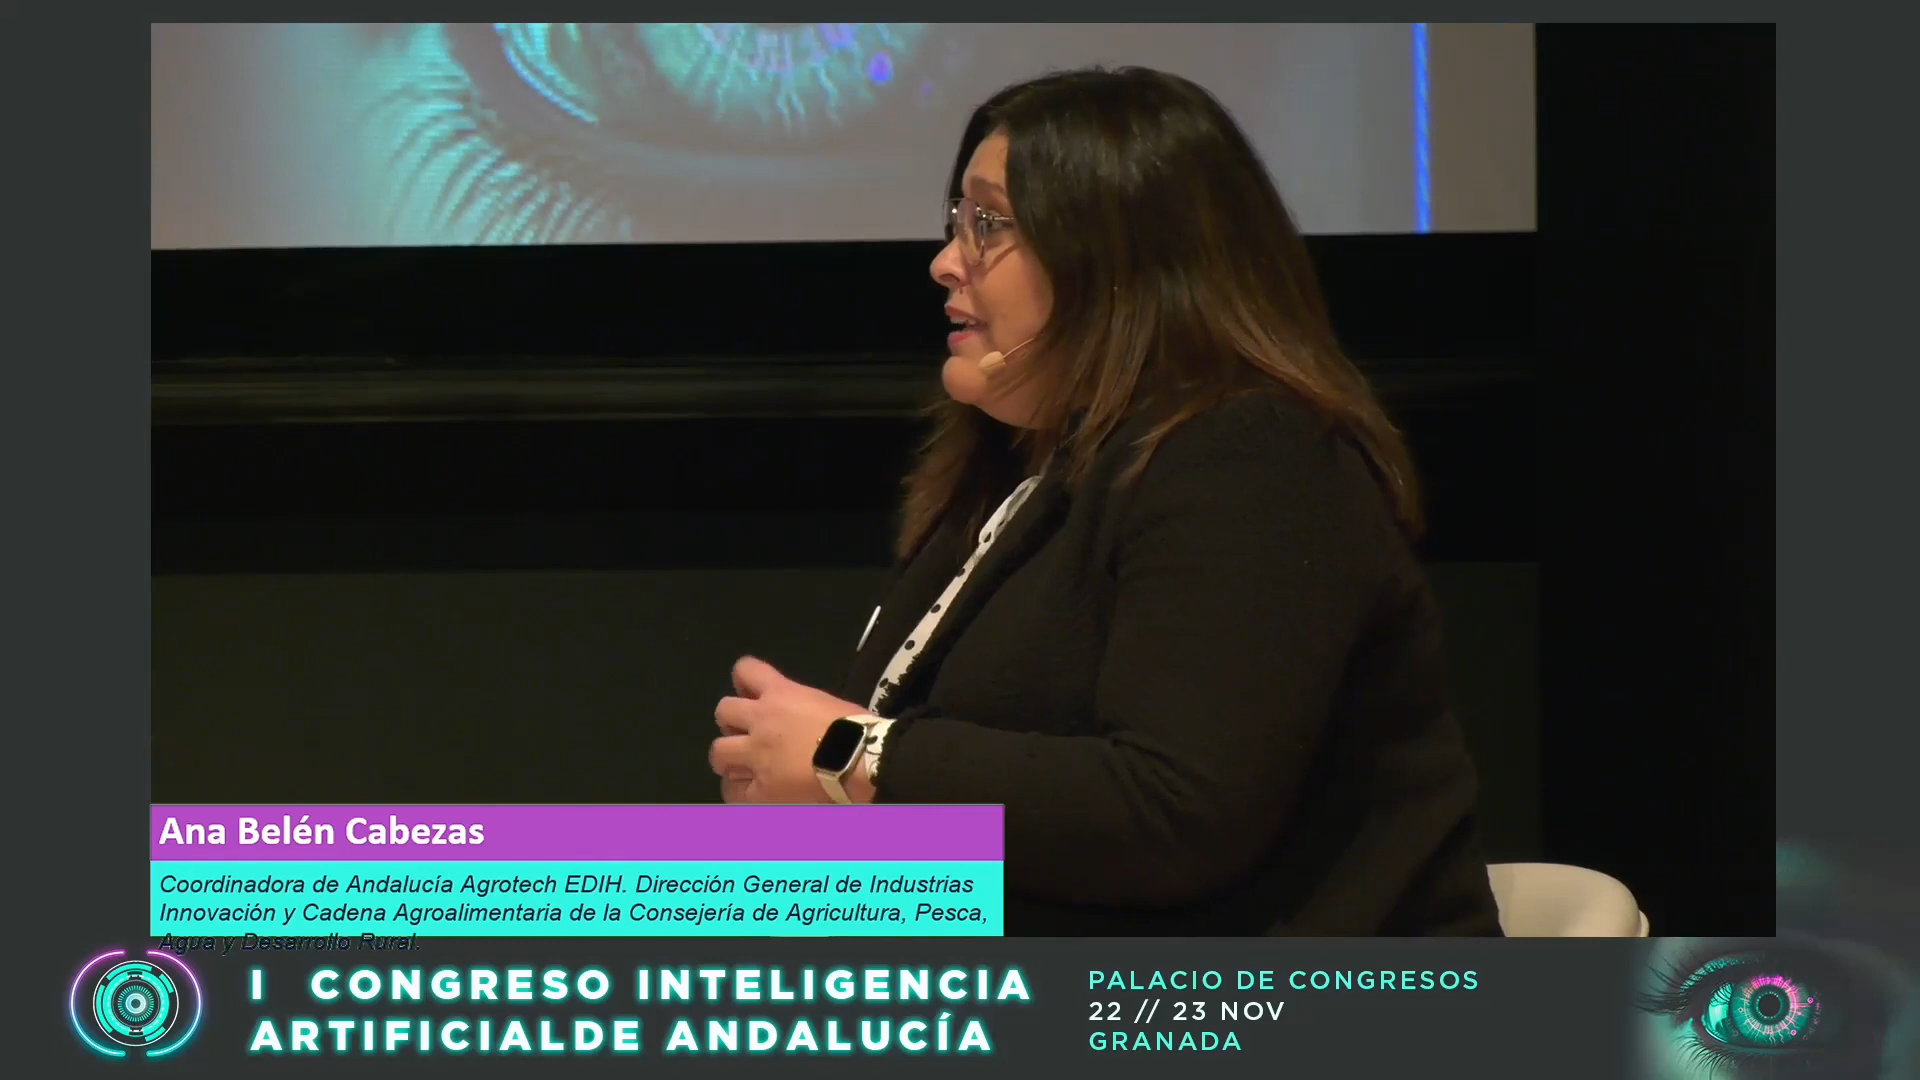 Ana Belén Cabezas
Coordinadora de Andalucía Agrotech EDIH. Dirección General de Industrias
Innovación y Cadena Agroalimentaria de la Consejería de Agricultura, Pesca,
Agua y Desarrollo Rural.
I CONGRESO INTELIGENCIA
ARTIFICIALDE ANDALUCÍA
PALACIO DE CONGRESOS
22 // 23 NOV
GRANADA